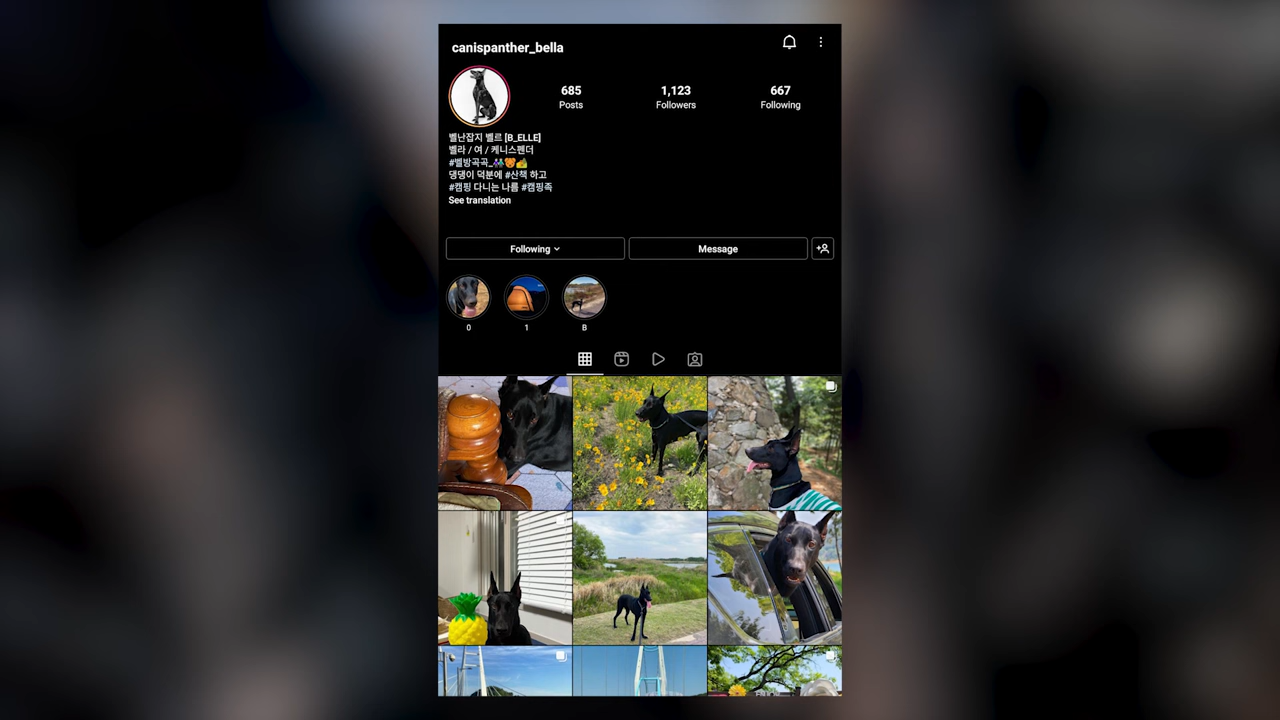 canispanther_bella
685
1,123
667
Posts
Followers
Following
벨난잡지 벨르 [B_ELLE]
벨라 / 여 / 케니스펜더
#벨방곡곡_👭🐯🏕
댕댕이 덕분에 #산책 하고
#캠핑 다니는 나름 #캠핑족
See translation
Following
Message
0
1
B